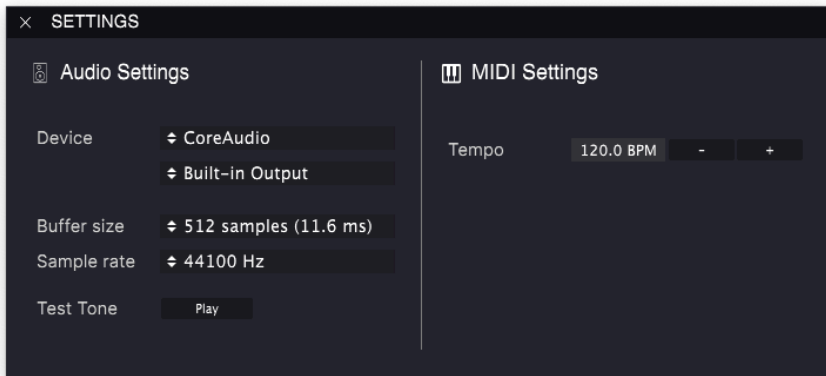 SETTINGS
Audio Settings
Device
CoreAudio
Built-in Output
Buffer size
512 samples (11.6 ms)
Sample rate
44100 Hz
Test Tone
Play
MIDI Settings
Tempo
120.0 BPM
-
+